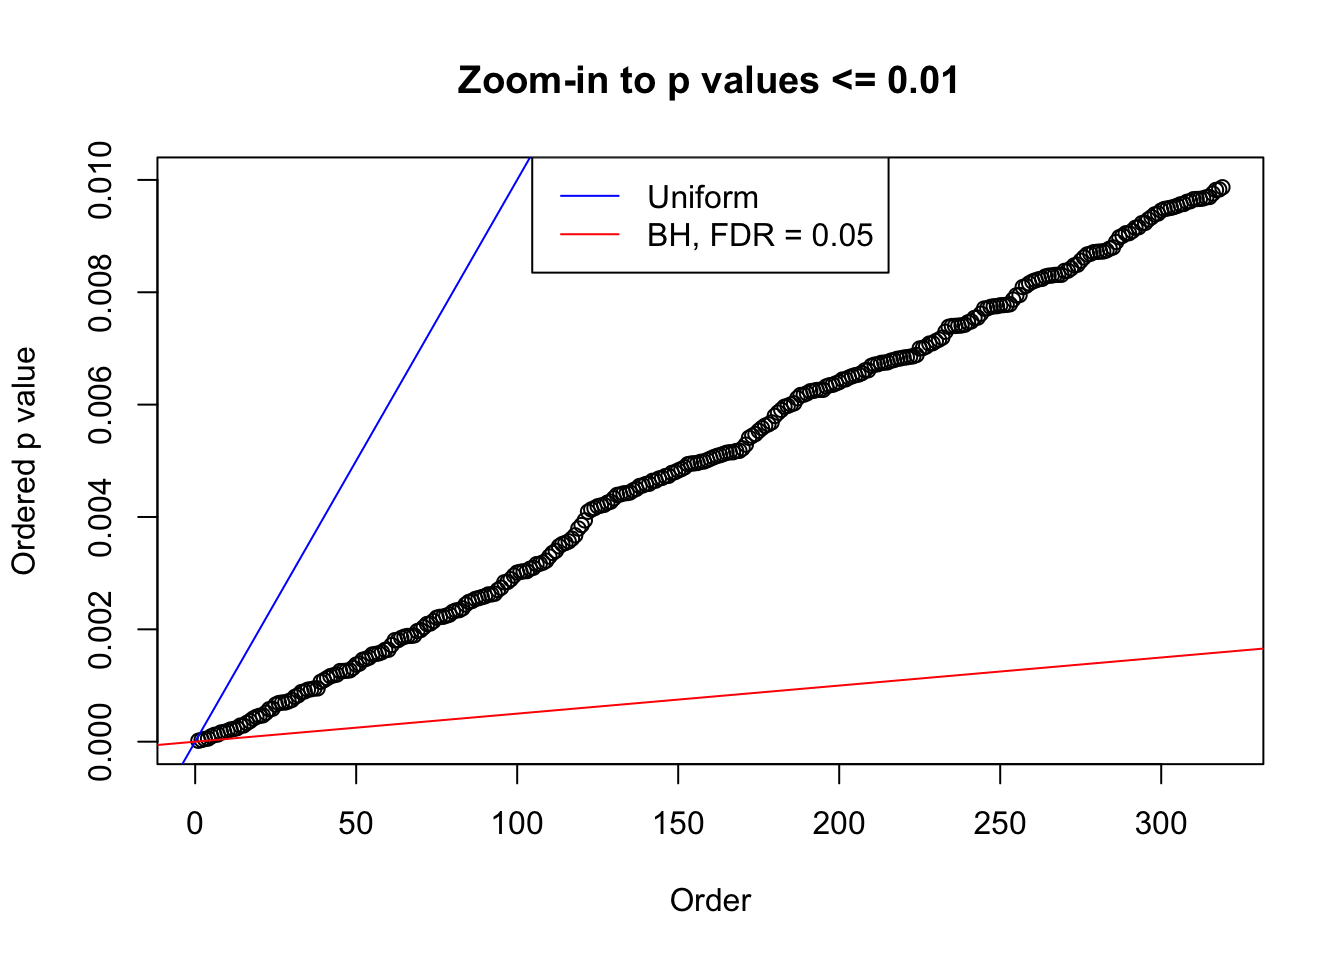 Zoom-in to p values <= 0.01
Uniform
BH, FDR = 0.05
Ordered p value
0.010
0.008
0.006
0.004
0.002
0.000
0 50 100 150 200 250 300
Order